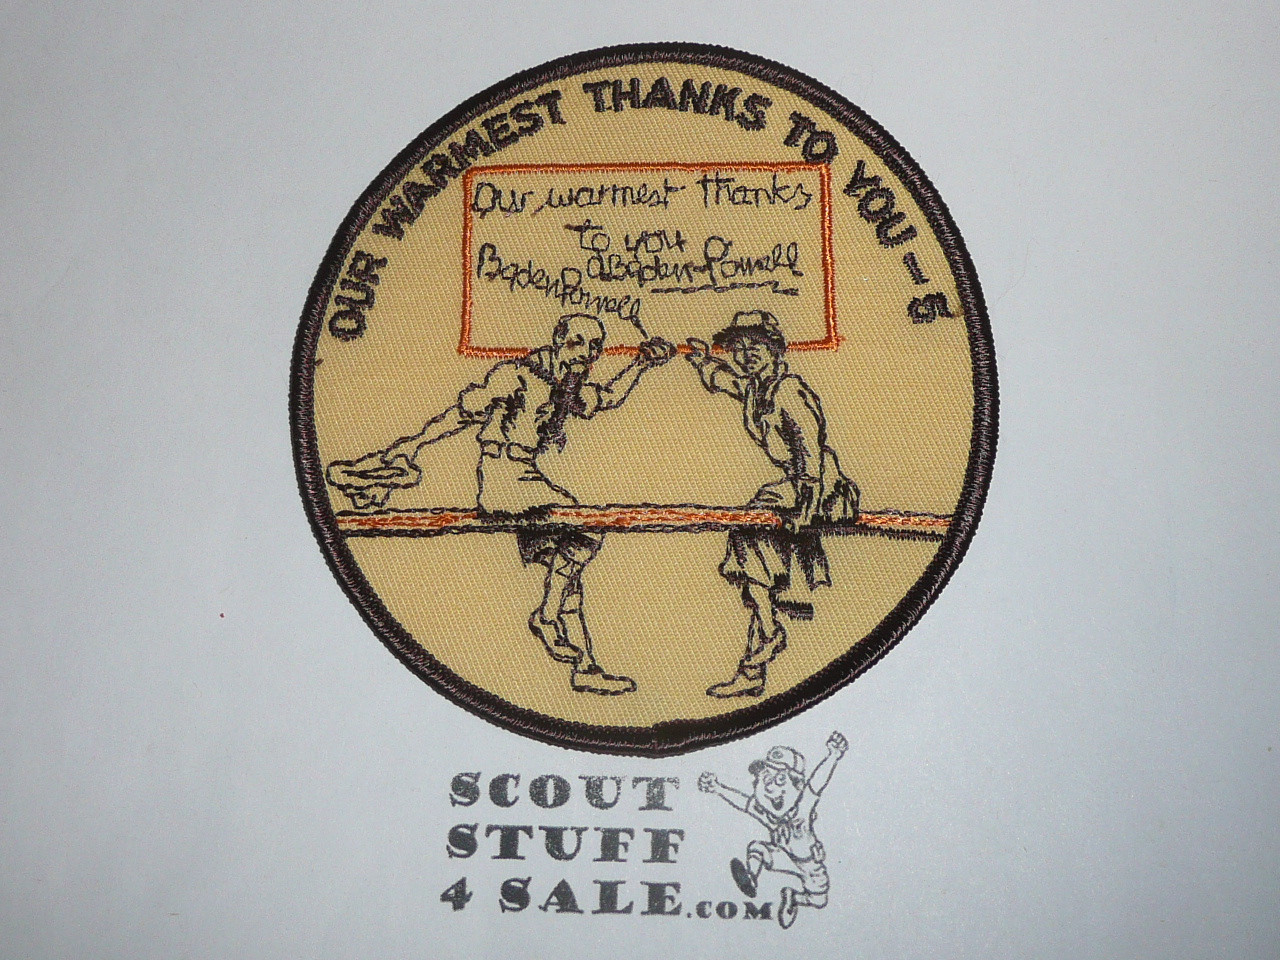 OUR WARMEST THANKS TO YOU - 5
Our warmest thanks
to you
Baden-Powell
Baden Powell
SCOUT
STUFF
4 SALE.COM